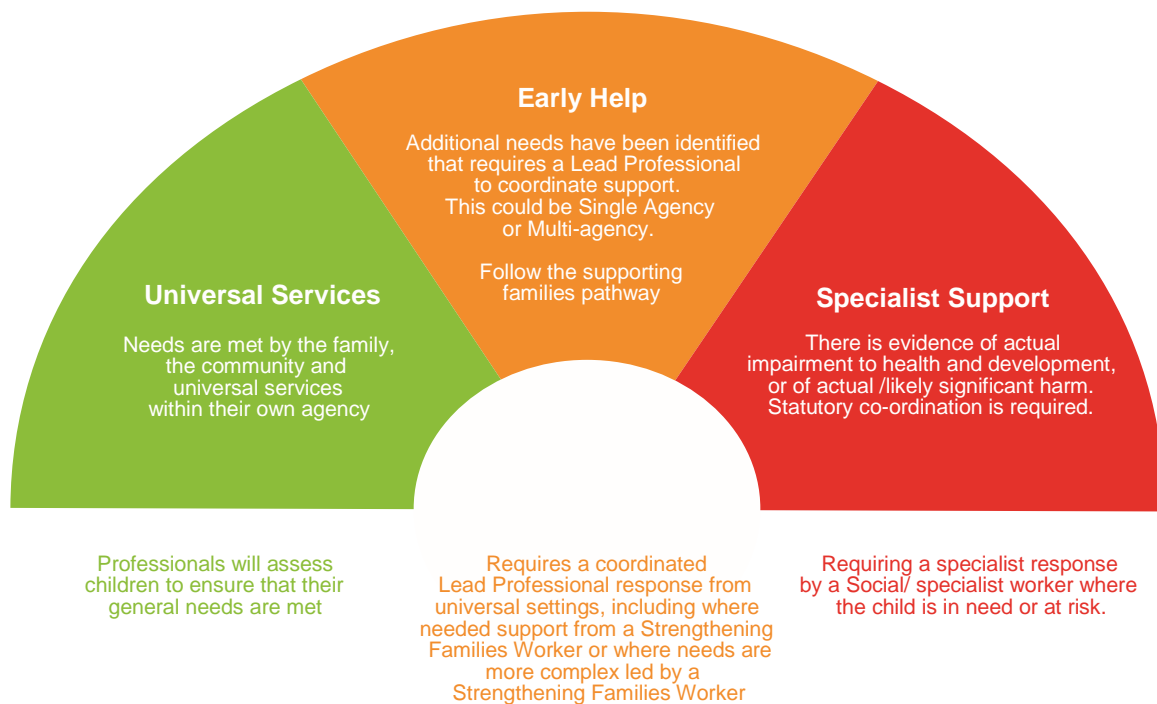 Early Help
Additional needs have been identified
that requires a Lead Professional
to coordinate support.
This could be Single Agency
or Multi-agency.
Follow the supporting
families pathway
Universal Services
Needs are met by the family,
the community and
universal services
within their own agency
Specialist Support
There is evidence of actual
impairment to health and development,
or of actual /likely significant harm.
Statutory co-ordination is required.
Professionals will assess
children to ensure that their
general needs are met
Requires a coordinated
Lead Professional response from
universal settings, including where
needed support from a Strengthening
Families Worker or where needs are
more complex led by a
Strengthening Families Worker
Requiring a specialist response
by a Social/ specialist worker where
the child is in need or at risk.